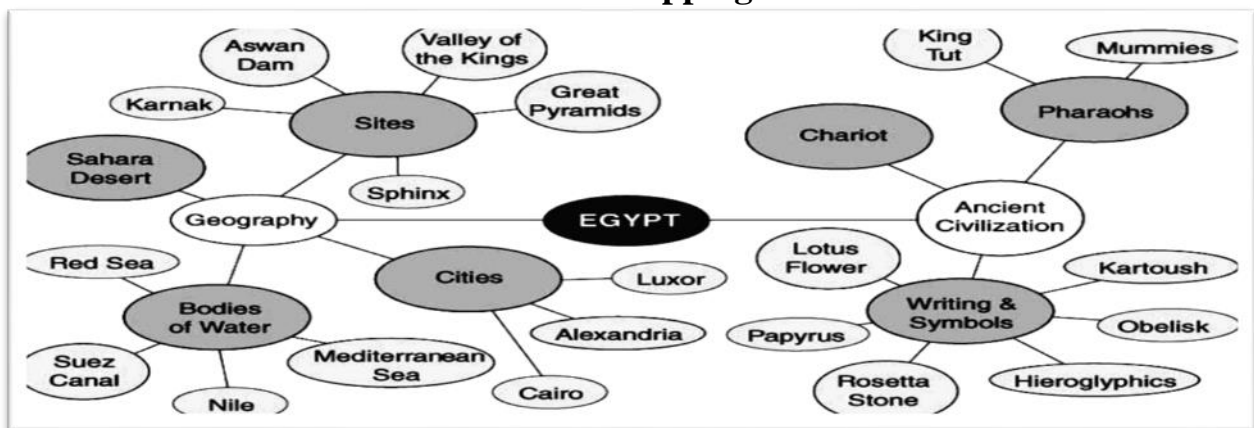 pping
Aswan
Dam
Valley of
the Kings
Karnak
Sites
Great
Pyramids
Sahara
Desert
Sphinx
Geography
EGYPT
Red Sea
Bodies
of Water
Cities
Luxor
Alexandria
Suez
Canal
Mediterranean
Sea
Nile
Cairo
King
Tut
Mummies
Pharaohs
Chariot
Ancient
Civilization
Lotus
Flower
Kartoush
Writing &
Symbols
Papyrus
Obelisk
Rosetta
Stone
Hieroglyphics